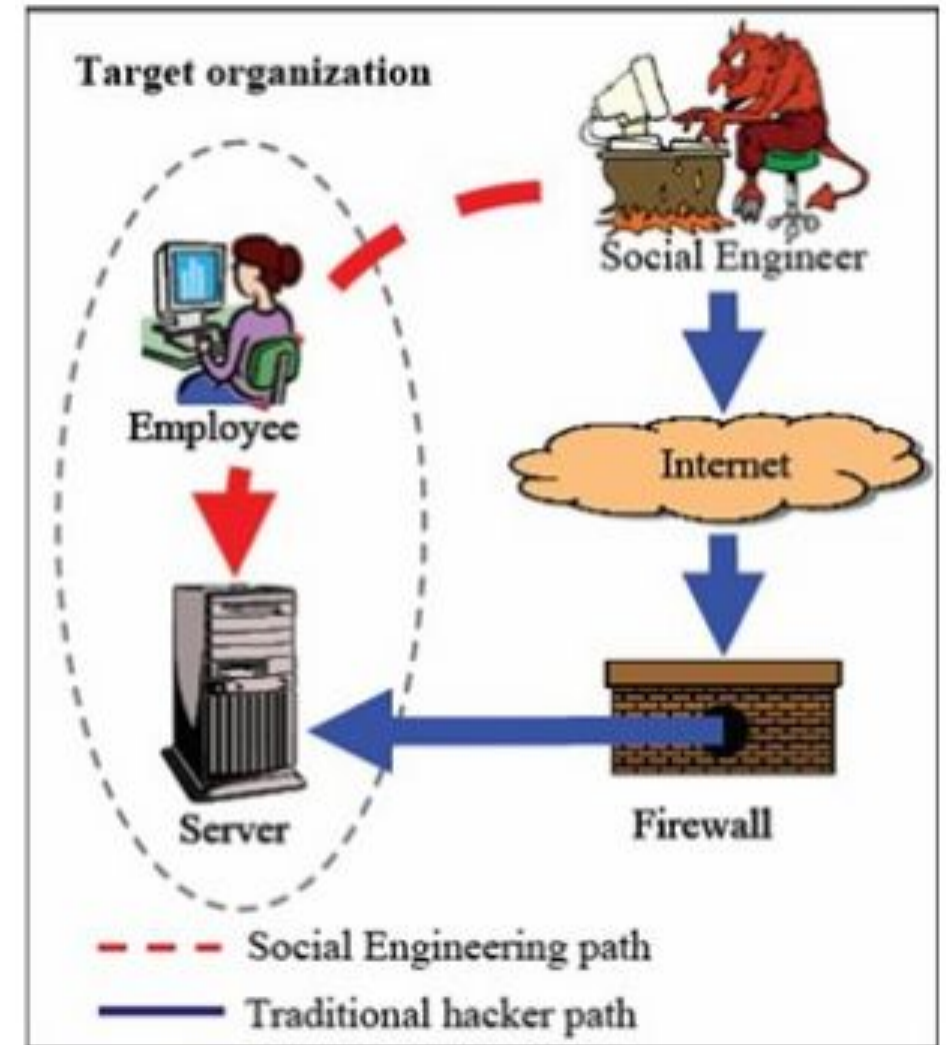 Target organization
Social Engineer
Employee
Internet
Server
Firewall
Social Engineering path
Traditional hacker path